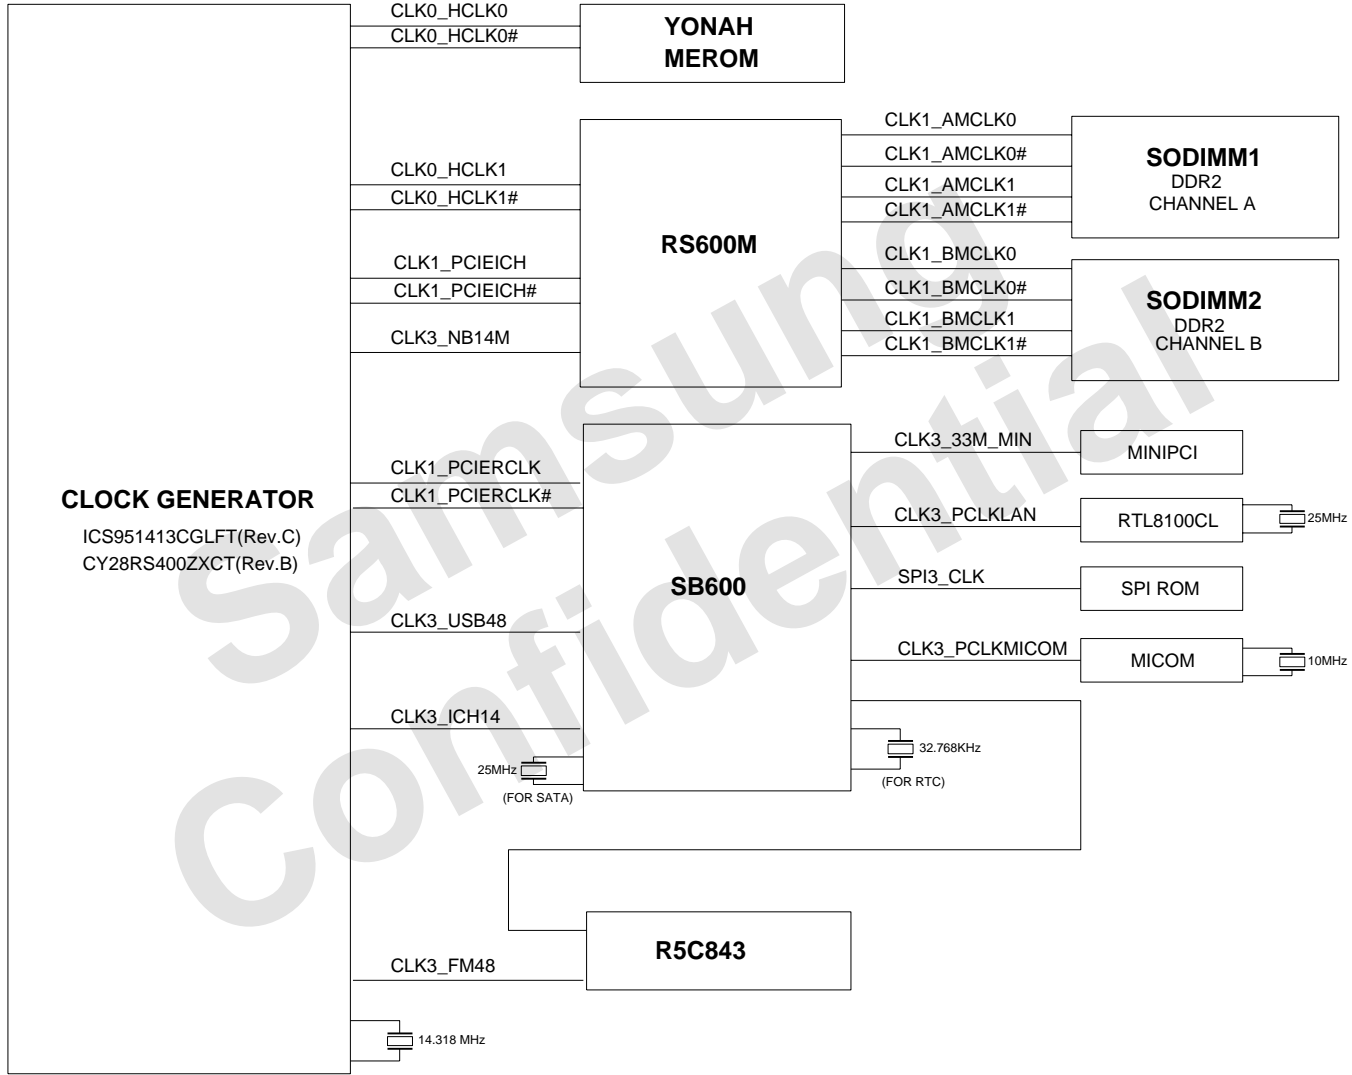 CLK0_HCLK0
CLK0_HCLK0#
YONAH
MEROM
CLK0_HCLK1
CLK0_HCLK1#
CLK1_PCIEICH
CLK1_PCIEICH#
CLK3_NB14M
RS600M
CLK1_AMCLK0
CLK1_AMCLK0#
CLK1_AMCLK1
CLK1_AMCLK1#
CLK1_BMCLK0
CLK1_BMCLK0#
CLK1_BMCLK1
CLK1_BMCLK1#
SODIMM1
DDR2
CHANNEL A
SODIMM2
DDR2
CHANNEL B
CLOCK GENERATOR
ICS951413CGLFT(Rev.C)
CY28RS400ZXCT(Rev.B)
CLK1_PCIERCLK
CLK1_PCIERCLK#
CLK3_USB48
CLK3_ICH14
25MHz
(FOR SATA)
SB600
CLK3_33M_MIN
MINIPCI
CLK3_PCLKLAN
RTL8100CL
25MHz
SPI3_CLK
SPI ROM
CLK3_PCLKMICOM
MICOM
10MHz
32.768KHz
(FOR RTC)
CLK3_FM48
R5C843
14.318 MHz
Samsung
Confidential